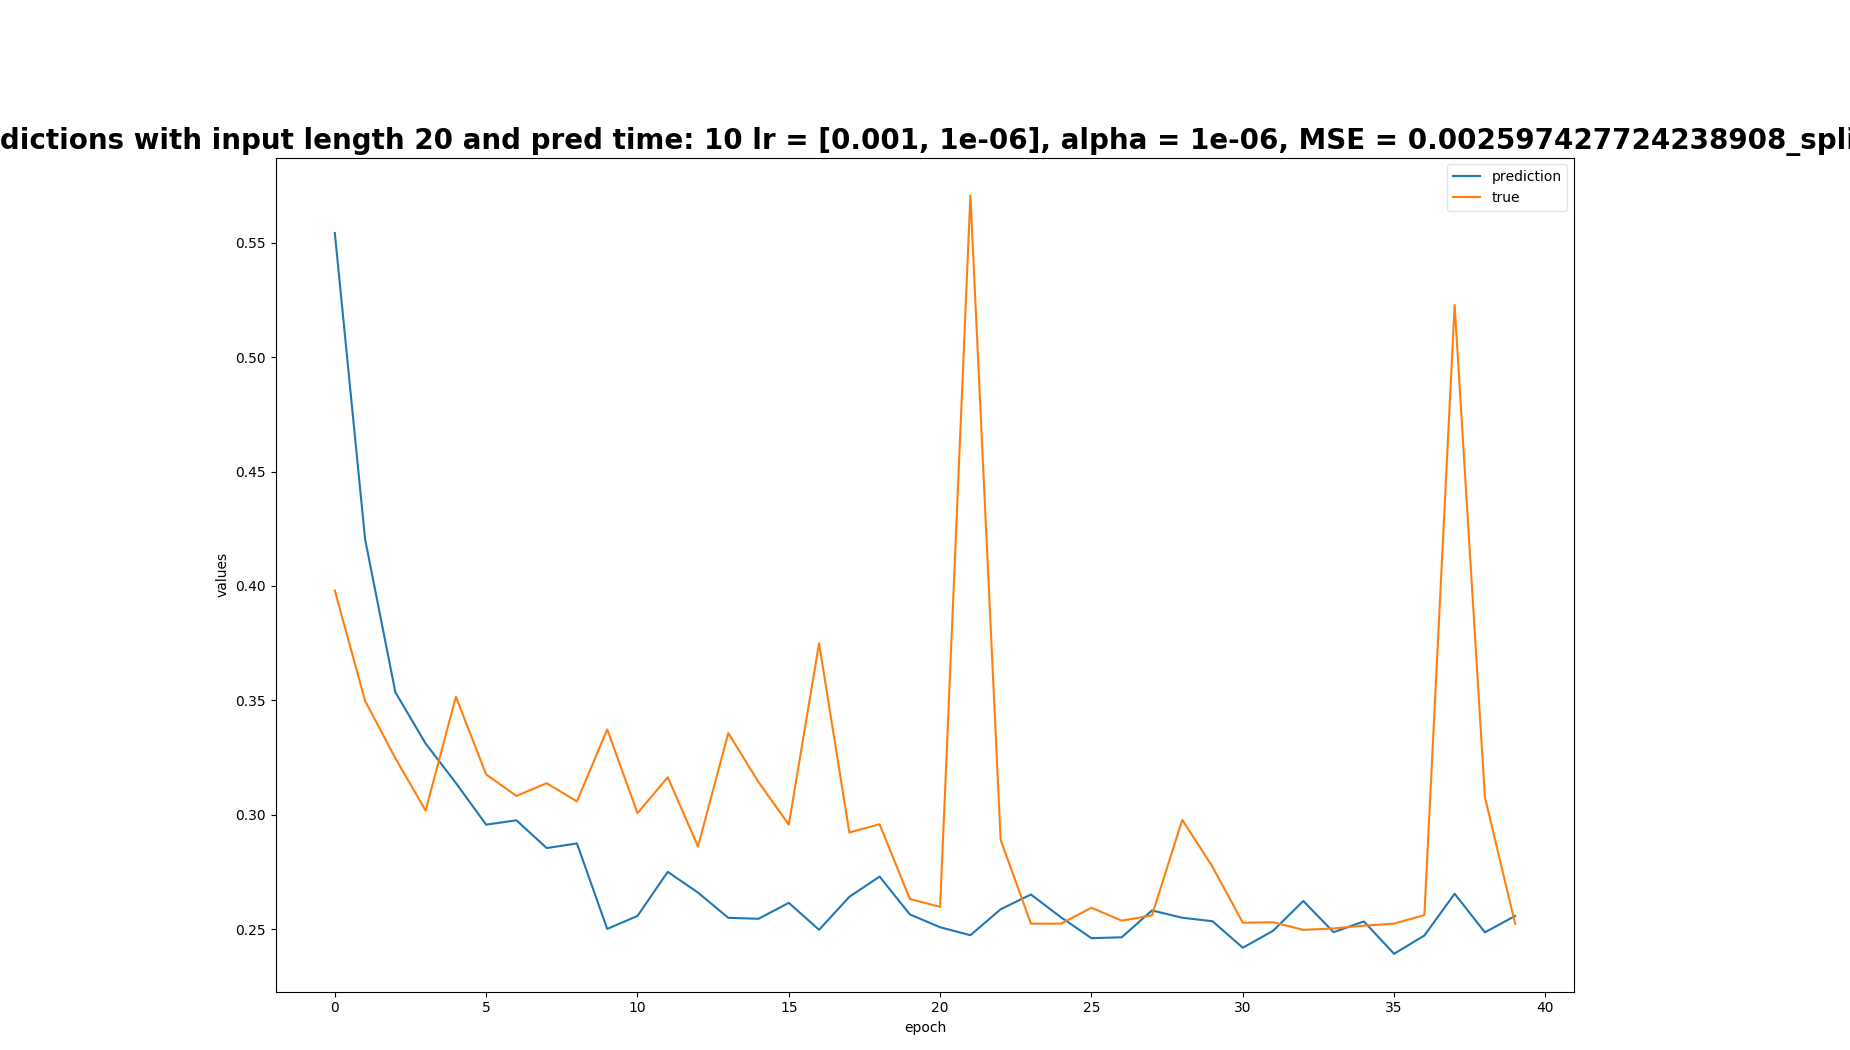 dictions with input length 20 and pred time: 10 lr = [0.001, 1e-06], alpha = 1e-06, MSE = 0.002597427724238908_spli
prediction
true
0.55
0.50
0.45
0.40
0.35
0.30
0.25
values
0 5 10 15 20 25 30 35 40
epoch